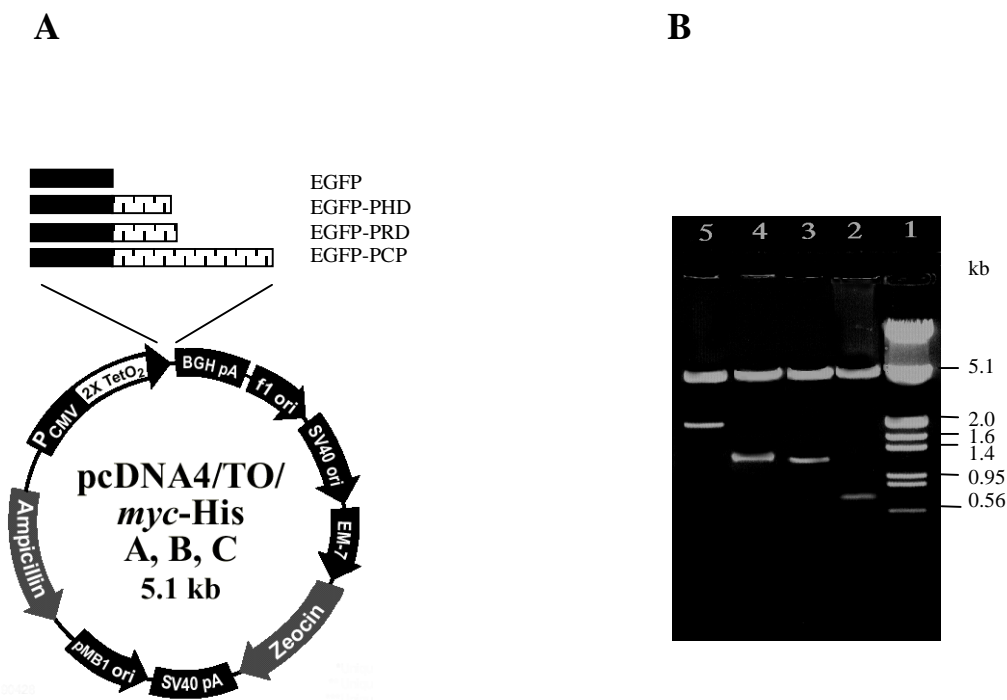 A
B
EGFP
EGFP-PHD
EGFP-PRD
EGFP-PCP
BGH pA
f1 ori
SV40 ori
EM-7
Zeocin
SV40 pA
pMB1 ori
Ampicillin
PCMV
2X TetO2
pcDNA4/TO/
myc-His
A, B, C
5.1 kb
5 4 3 2 1
kb
5.1
2.0
1.6
1.4
0.95
0.56